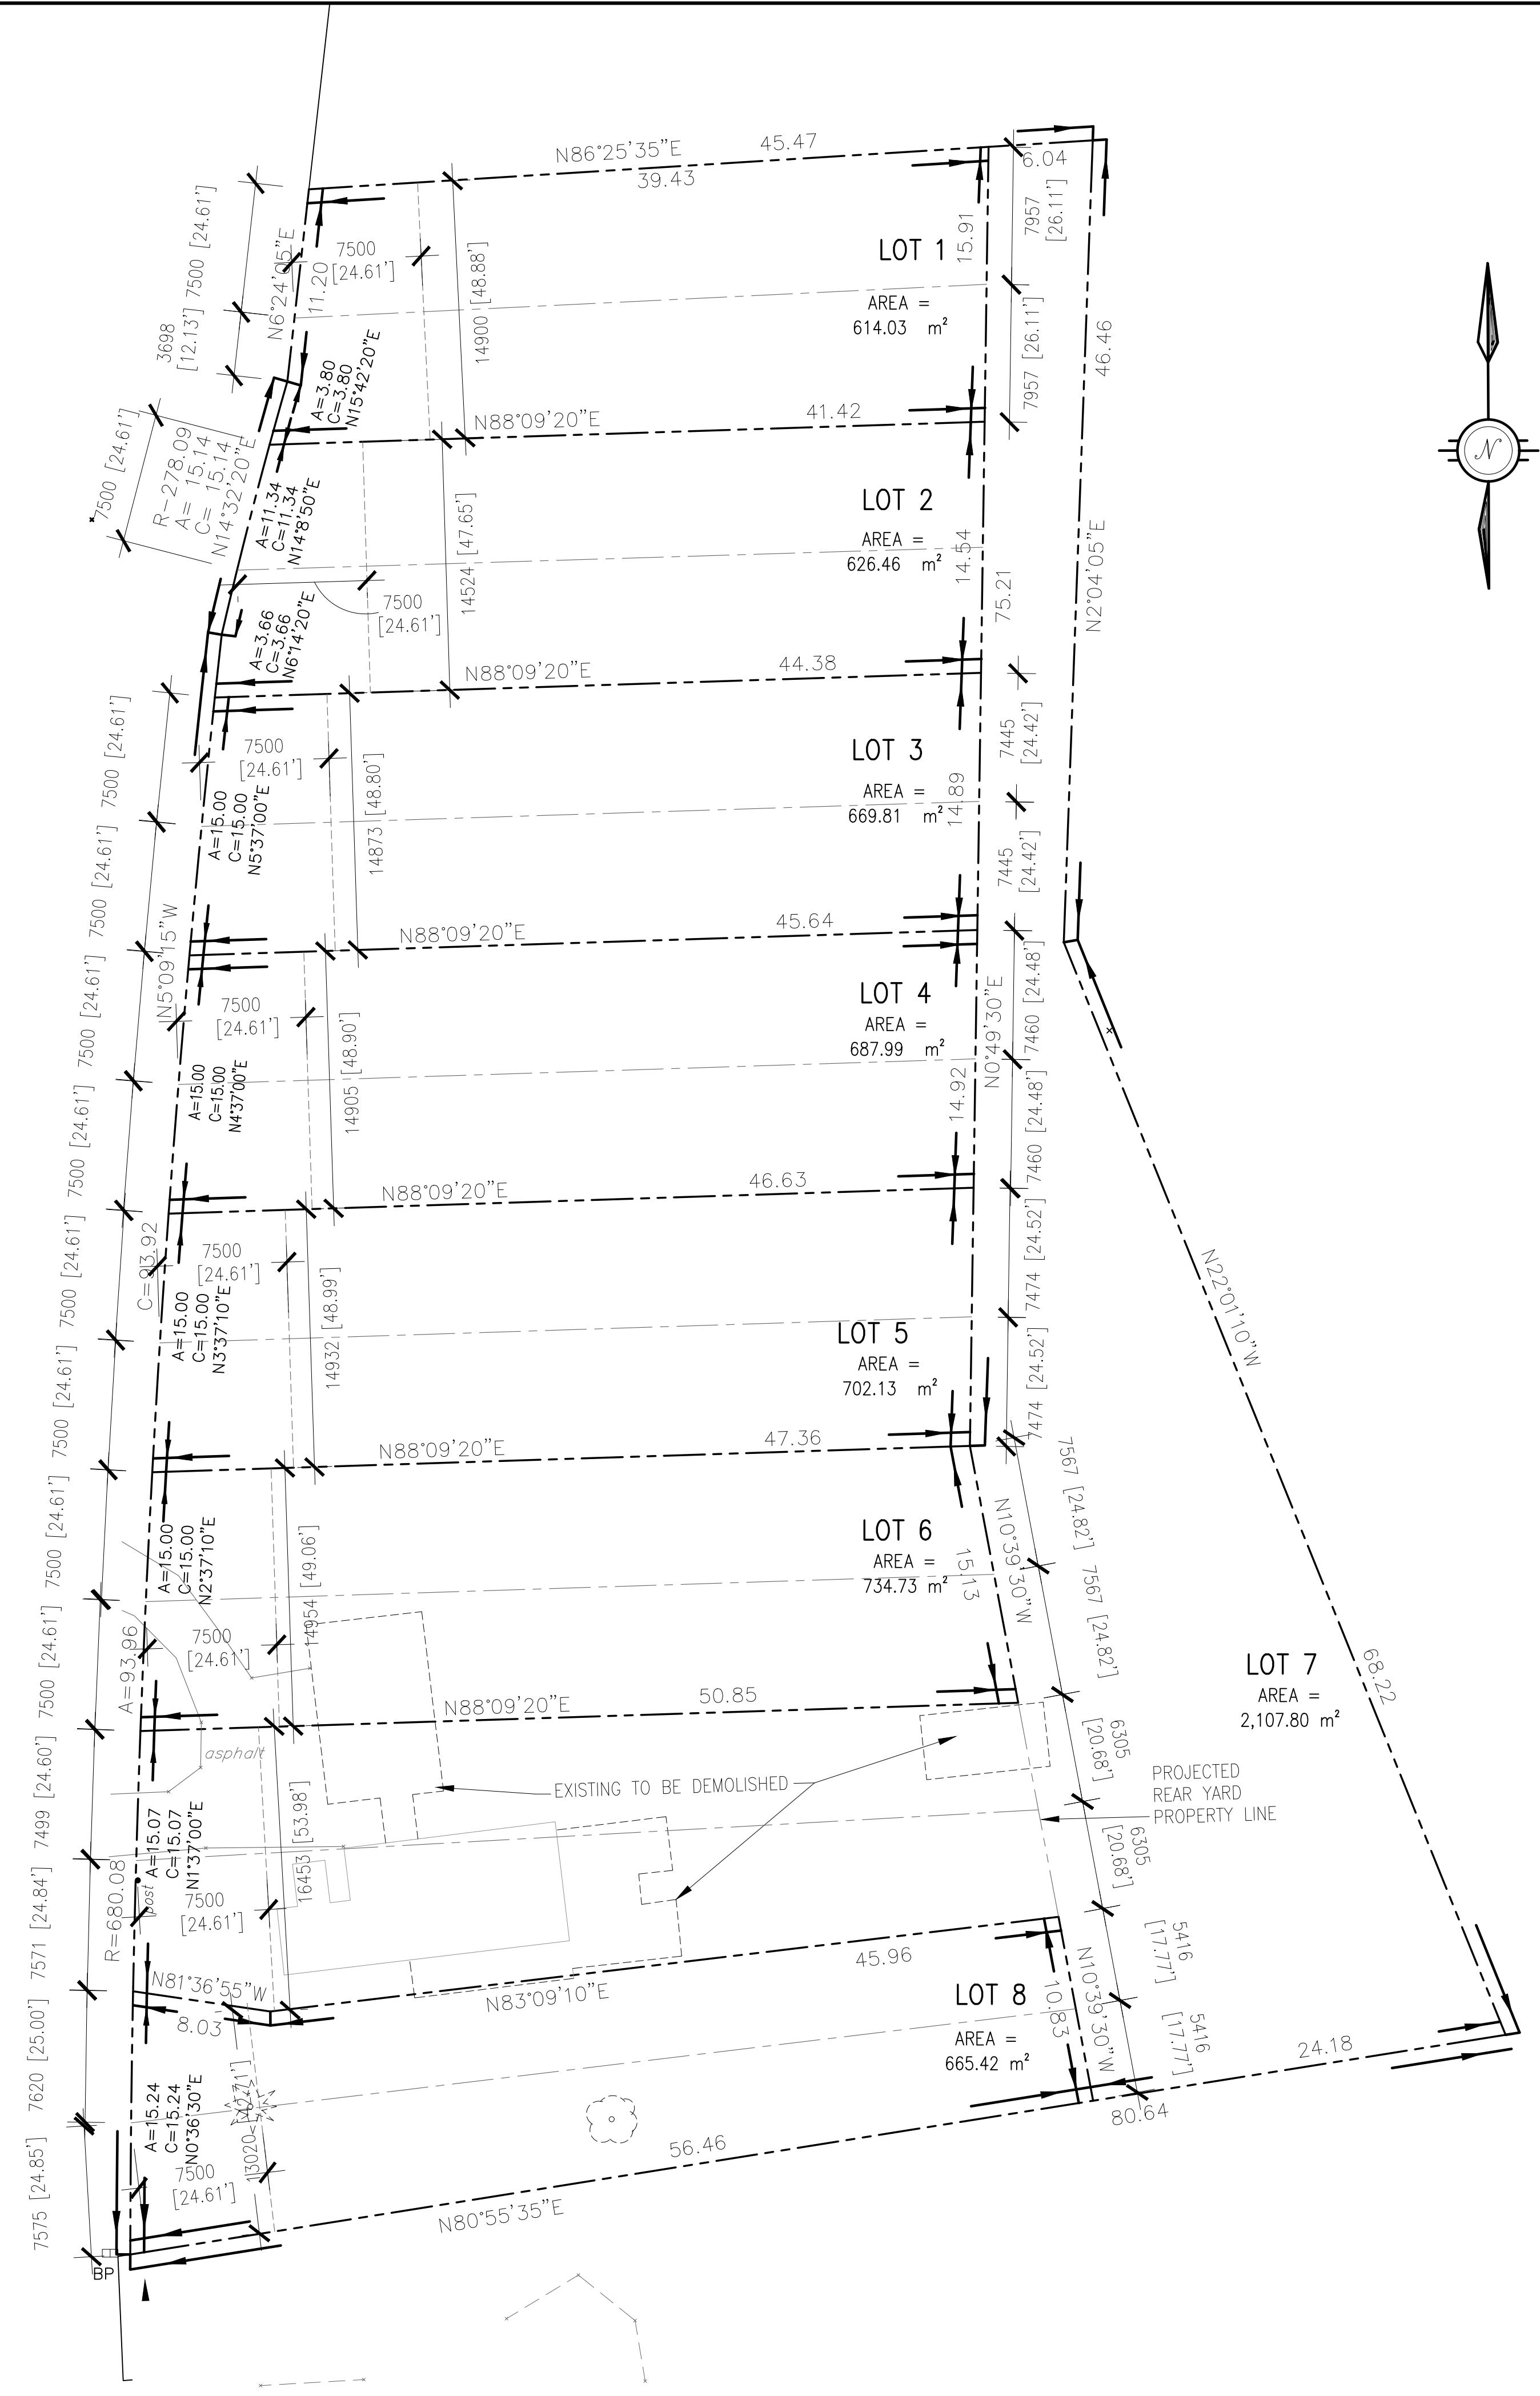 N86°25'35"E
45.47
39.43
6.04
7957
[26.11']
7500 [24.61']
3698
[12.13']
N6°24'05"E
11.20
7500
[24.61']
14900 [48.88']
LOT 1
AREA =
614.03 m²
15.91
7957 [26.11']
46.46
A=3.80
C=3.80
N15°42'20"E
N88°09'20"E
41.42
7500 [24.61']
R-278.09
A= 15.14
C= 15.14
N14°32'20"E
A=11.34
C=11.34
N14°8'50"E
14524 [47.65']
LOT 2
AREA =
626.46 m²
14.54
75.21
N2°04'05"E
N
7500
[24.61']
A=3.66
C=3.66
N6°14'20"E
N88°09'20"E
44.38
7500 [24.61']
7500
[24.61']
14873 [48.80']
LOT 3
AREA =
669.81 m²
14.89
7445
[24.42']
7445
[24.42']
A=15.00
C=15.00
N5°37'00"E
7500 [24.61']
N5°09'15"W
N88°09'20"E
45.64
7500 [24.61']
7500
[24.61']
14905 [48.90']
LOT 4
AREA =
687.99 m²
N0°49'30"E
14.92
7460 [24.48']
7460 [24.48']
A=15.00
C=15.00
N4°37'00"E
7500 [24.61']
N88°09'20"E
46.63
7500 [24.61']
C=93.92
7500
[24.61']
14932 [48.99']
A=15.00
C=15.00
N3°37'10"E
LOT 5
AREA =
702.13 m²
7474 [24.52']
7474 [24.52']
N22°01'10"W
7500 [24.61']
N88°09'20"E
47.36
7500 [24.61']
A=15.00
C=15.00
N2°37'10"E
14954 [49.06']
LOT 6
AREA =
734.73 m²
15.13
N10°39'30"W
7567 [24.82']
7567 [24.82']
7500 [24.61']
A=93.96
7500
[24.61']
N88°09'20"E
50.85
LOT 7
AREA =
2,107.80 m²
68.22
asphalt
EXISTING TO BE DEMOLISHED
PROJECTED
REAR YARD
PROPERTY LINE
6305
[20.68']
6305
[20.68']
7499 [24.60']
A=15.07
C=15.07
N1°37'00"E
16453 [53.98']
7571 [24.84']
R=680.08
post
7500
[24.61']
N81°36'55"W
8.03
N83°09'10"E
45.96
5416
[17.77']
5416
[17.77']
7620 [25.00']
LOT 8
AREA =
665.42 m²
10.83
N10°39'30"W
24.18
80.64
A=15.24
C=15.24
N0°36'30"E
7500
[24.61']
56.46
N80°55'35"E
7575 [24.85']
BP